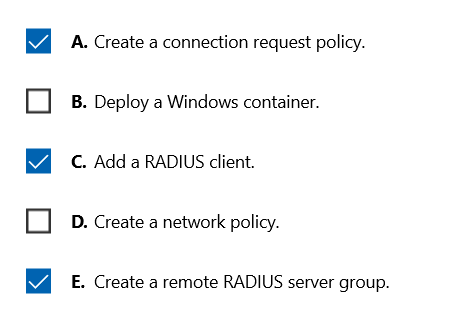 A. Create a connection request policy.
B. Deploy a Windows container.
C. Add a RADIUS client.
D. Create a network policy.
E. Create a remote RADIUS server group.